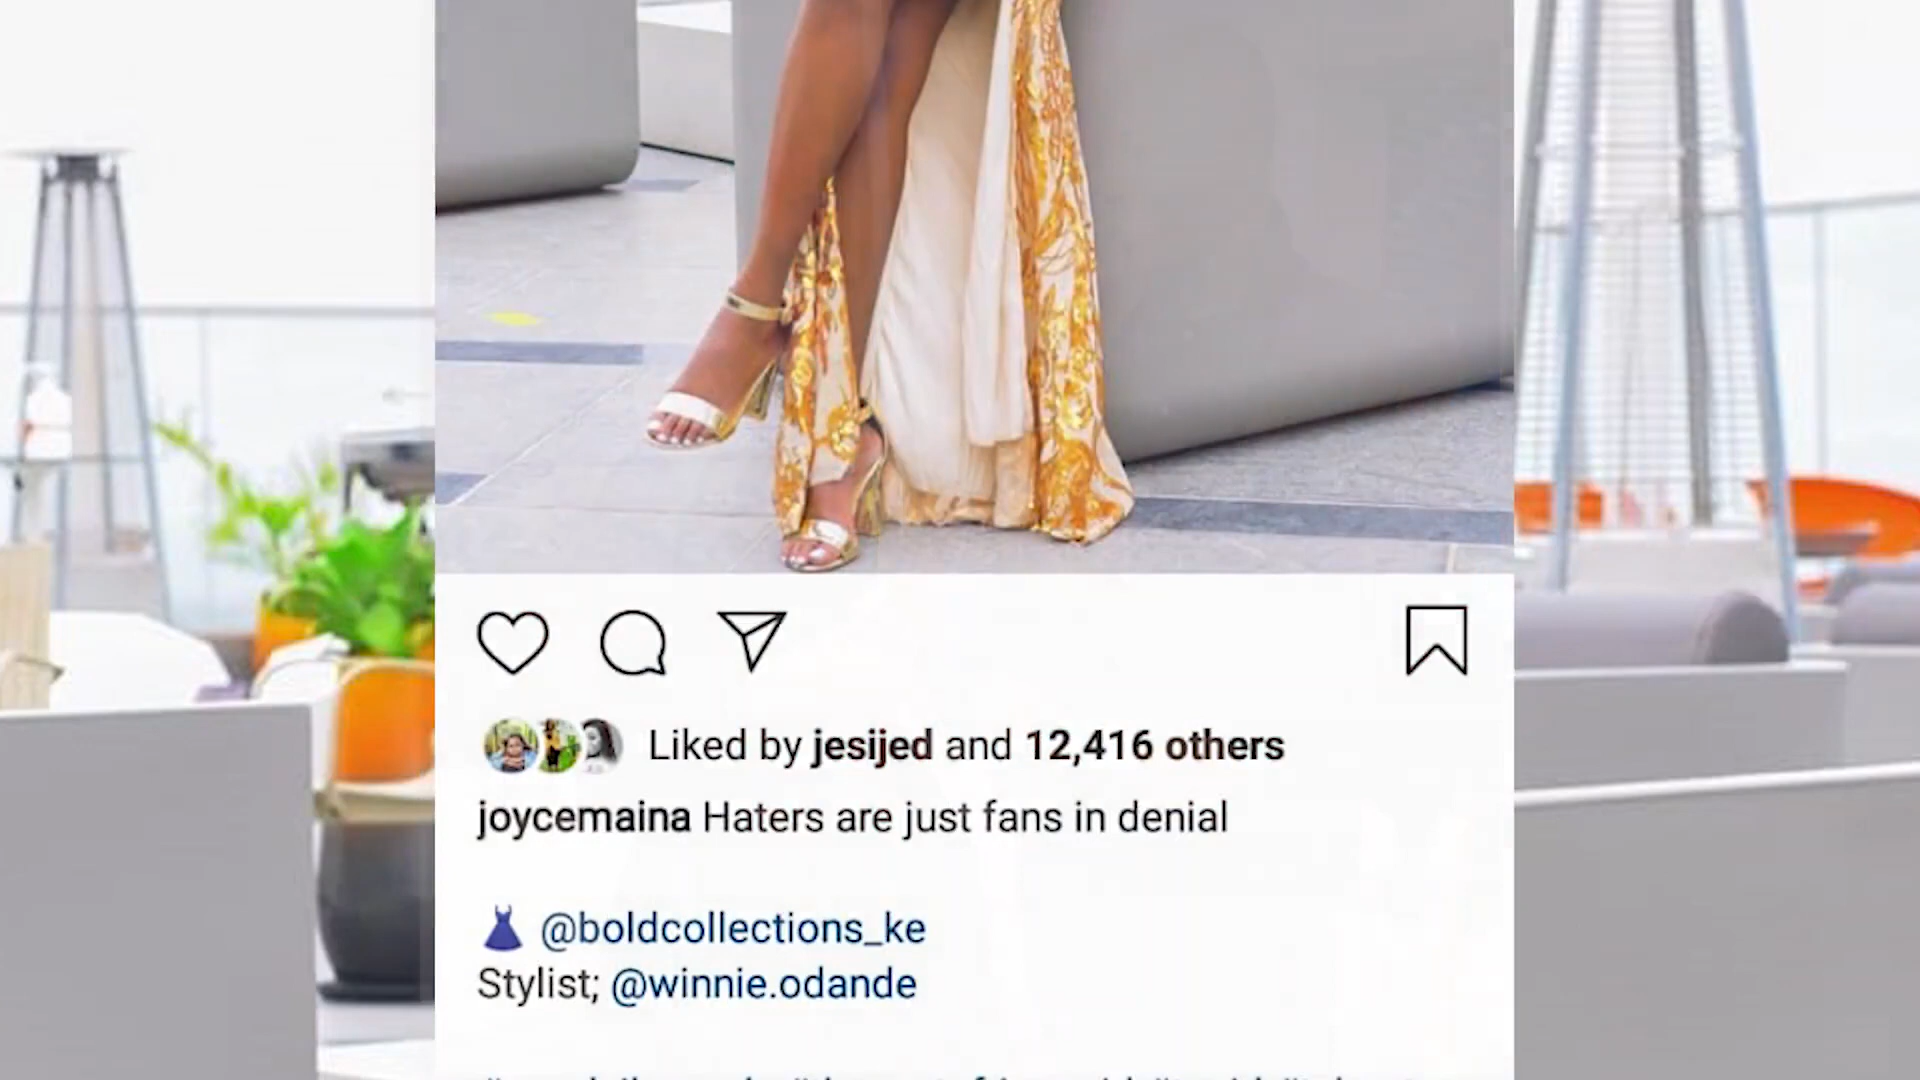 Liked by jesijed and 12,416 others
joycemaina Haters are just fans in denial
@boldcollections_ke
Stylist; @winnie.odande